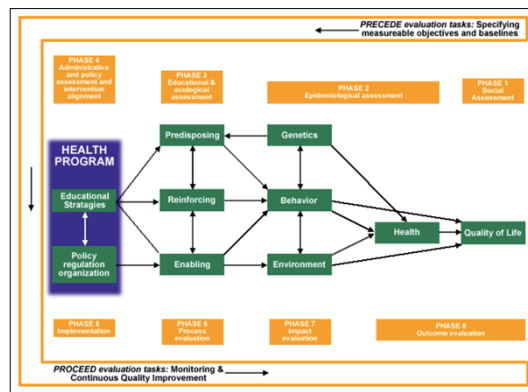 PRECEDE evaluation tasks: Specifying
measureable objectives and baselines
PHASE 4
Administrative
and policy
assessment and
intervention
alignment
PHASE 3
Educational &
ecological
assessment
PHASE 2
Epidemiological assessment
PHASE 1
Social
Assessment
HEALTH
PROGRAM
Educational
Stratagies
Policy
regulation
organization
Predisposing
Reinforcing
Enabling
Genetics
Behavior
Environment
Health
Quality of Life
PHASE 5
Implementation
PHASE 6
Process
evaluation
PHASE 7
Impact
evaluation
PHASE 8
Outcome evaluation
PROCEED evaluation tasks: Monitoring &
Continuous Quality Improvement